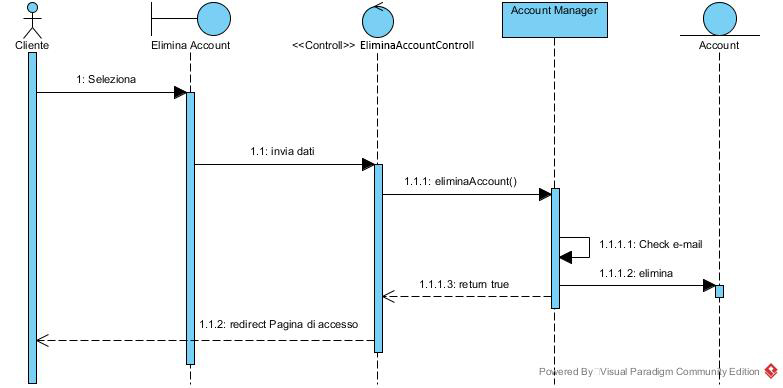 Account Manager
Cliente
Elimina Account
<<Controll>> EliminaAccountControll
Account
1: Seleziona
1.1: invia dati
1.1.1: eliminaAccount()
1.1.1.1: Check e-mail
1.1.1.2: elimina
1.1.1.3: return true
1.1.2: redirect Pagina di accesso
Powered By Visual Paradigm Community Edition